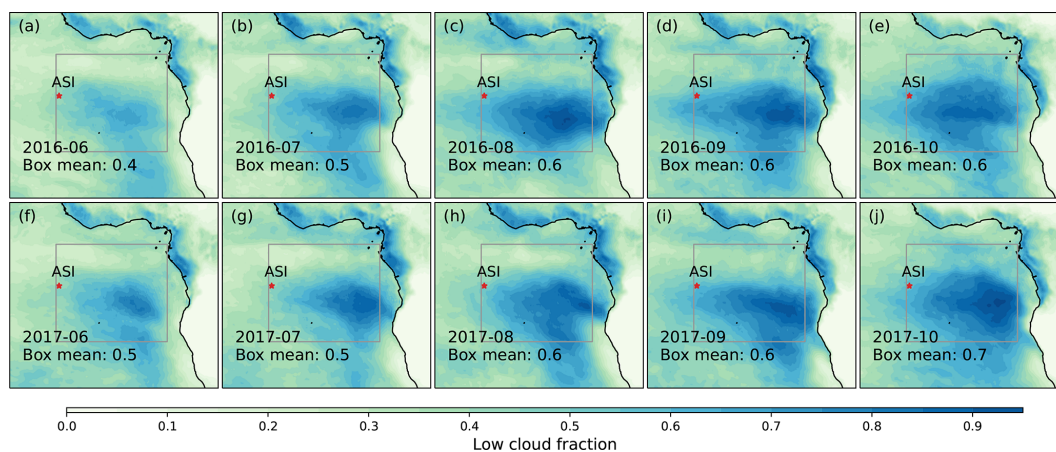 (a)
ASI
2016-06
Box mean: 0.4
(b)
ASI
2016-07
Box mean: 0.5
(c)
ASI
2016-08
Box mean: 0.6
(d)
ASI
2016-09
Box mean: 0.6
(e)
ASI
2016-10
Box mean: 0.6
(f)
ASI
2017-06
Box mean: 0.5
(g)
ASI
2017-07
Box mean: 0.5
(h)
ASI
2017-08
Box mean: 0.6
(i)
ASI
2017-09
Box mean: 0.6
(j)
ASI
2017-10
Box mean: 0.7
0.0 0.1 0.2 0.3 0.4 0.5 0.6 0.7 0.8 0.9
Low cloud fraction